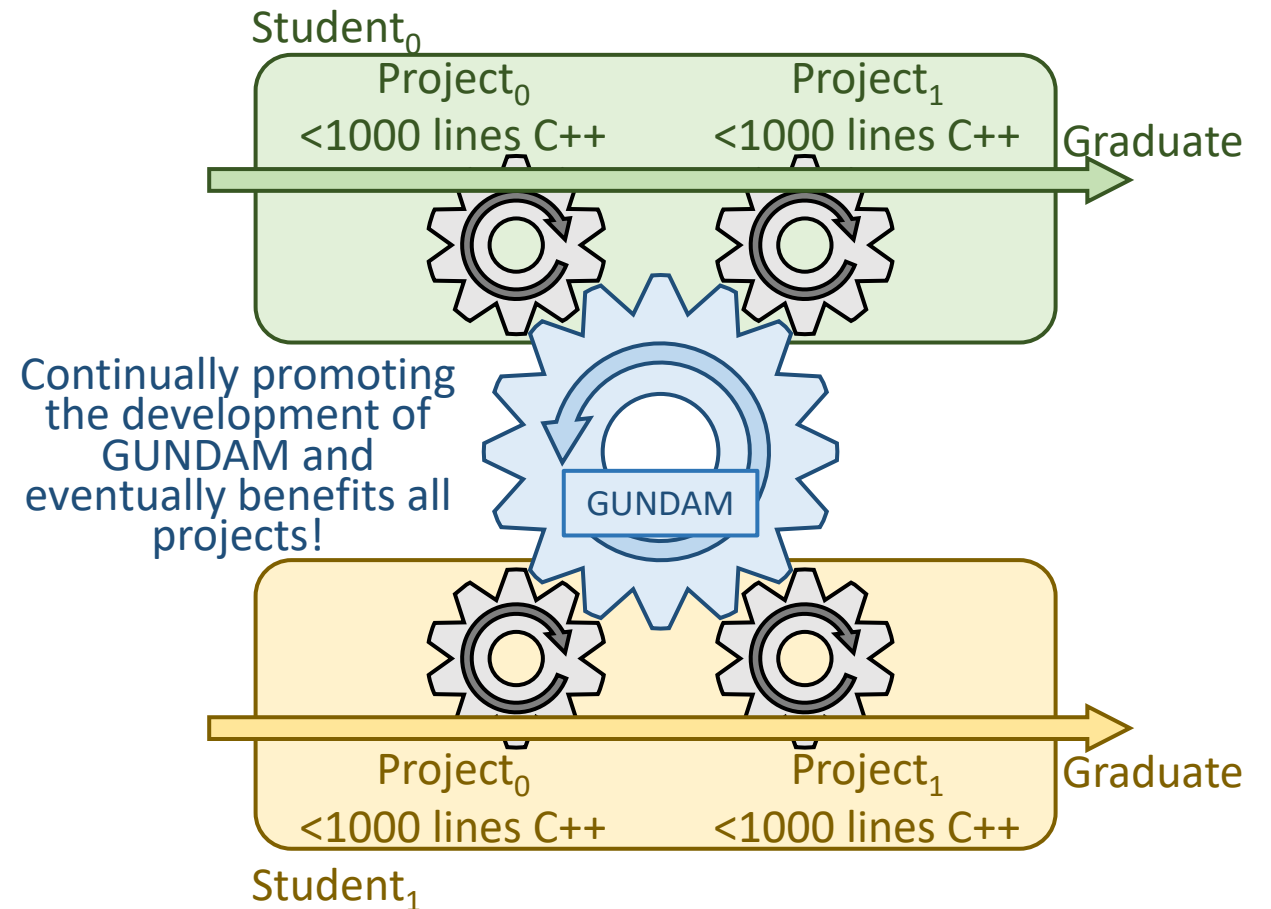 Student₀
Project₀
<1000 lines C++
Project₁
<1000 lines C++
Graduate
Continually promoting
the development of
GUNDAM and
eventually benefits all
projects!
GUNDAM
Project₀
<1000 lines C++
Project₁
<1000 lines C++
Graduate
Student₁